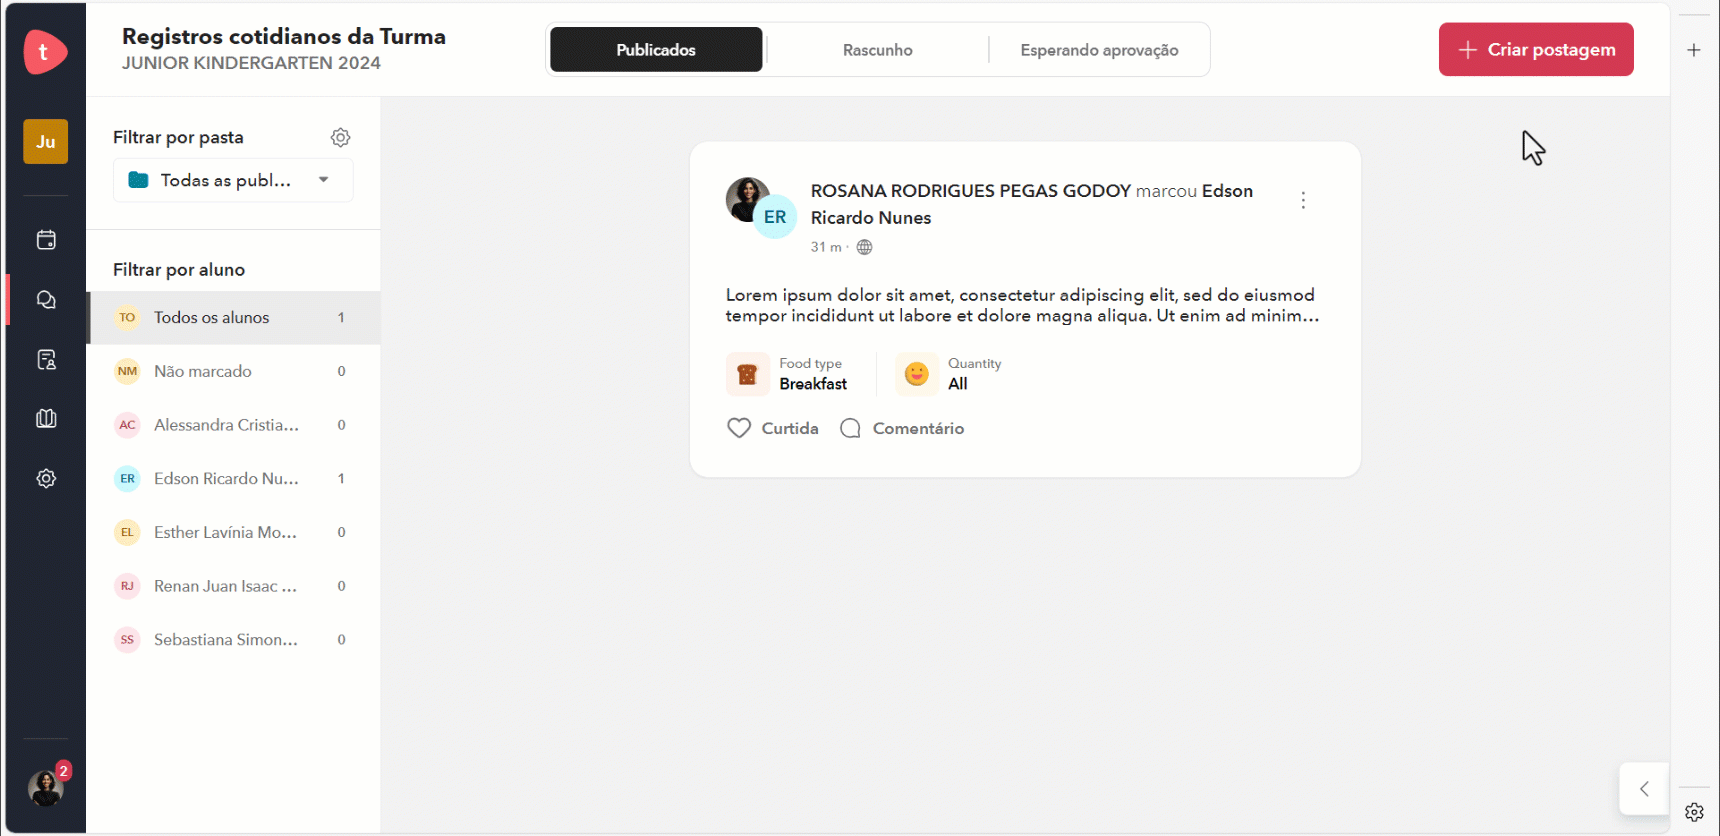 t
Registros cotidianos da Turma
JUNIOR KINDERGARTEN 2024
Publicados
Rascunho
Esperando aprovação
Criar postagem
Ju
Filtrar por pasta
Todas as publ...
Filtrar por aluno
TO Todos os alunos 1
NM Não marcado 0
AC Alessandra Cristia... 0
ER Edson Ricardo Nu... 1
EL Esther Lavínia Mo... 0
RJ Renan Juan Isaac ... 0
SS Sebastiana Simon... 0
2
ER
ROSANA RODRIGUES PEGAS GODOY marcou Edson
Ricardo Nunes
31 m ·
Lorem ipsum dolor sit amet, consectetur adipiscing elit, sed do eiusmod
tempor incididunt ut labore et dolore magna aliqua. Ut enim ad minim...
Food type
Breakfast
Quantity
All
Curtida
Comentário